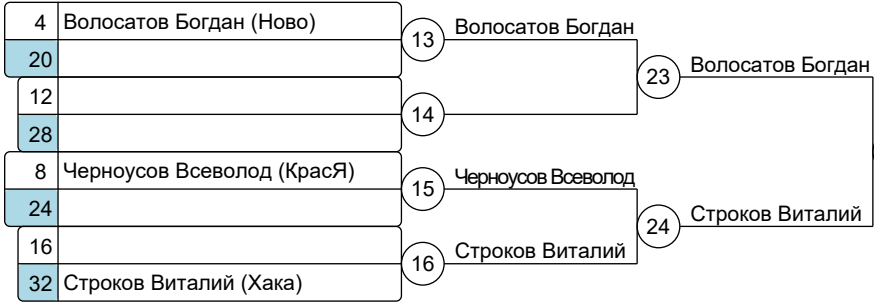 4 Волосатов Богдан (Ново)
20
13 Волосатов Богдан
12
28
14
23 Волосатов Богдан
8 Черноусов Всеволод (КрасЯ)
24
15 Черноусов Всеволод
16
32 Строков Виталий (Хака)
16 Строков Виталий
24 Строков Виталий